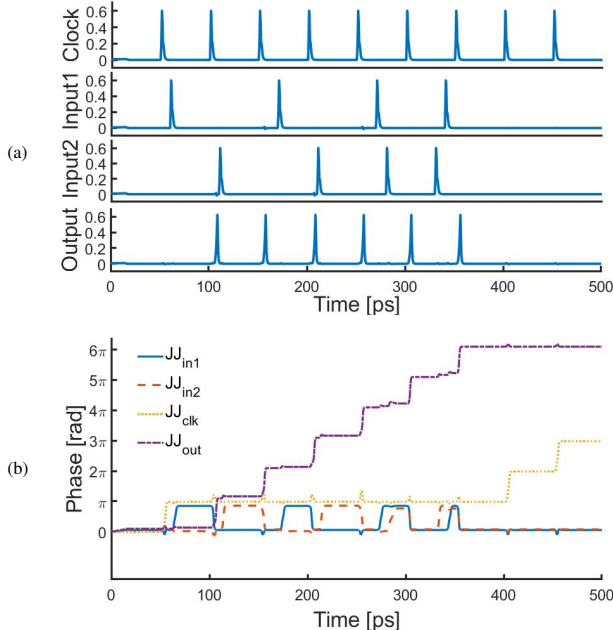 (a)
Clock
0.6
0.4
0.2
0
Input1
0.6
0.4
0.2
0
Input2
0.6
0.4
0.2
0
Output
0.6
0.4
0.2
0
0 100 200 300 400 500
Time [ps]
(b)
Phase [rad]
6π
5π
4π
3π
2π
π
0
JJin1
JJin2
JJclk
JJout
0 100 200 300 400 500
Time [ps]